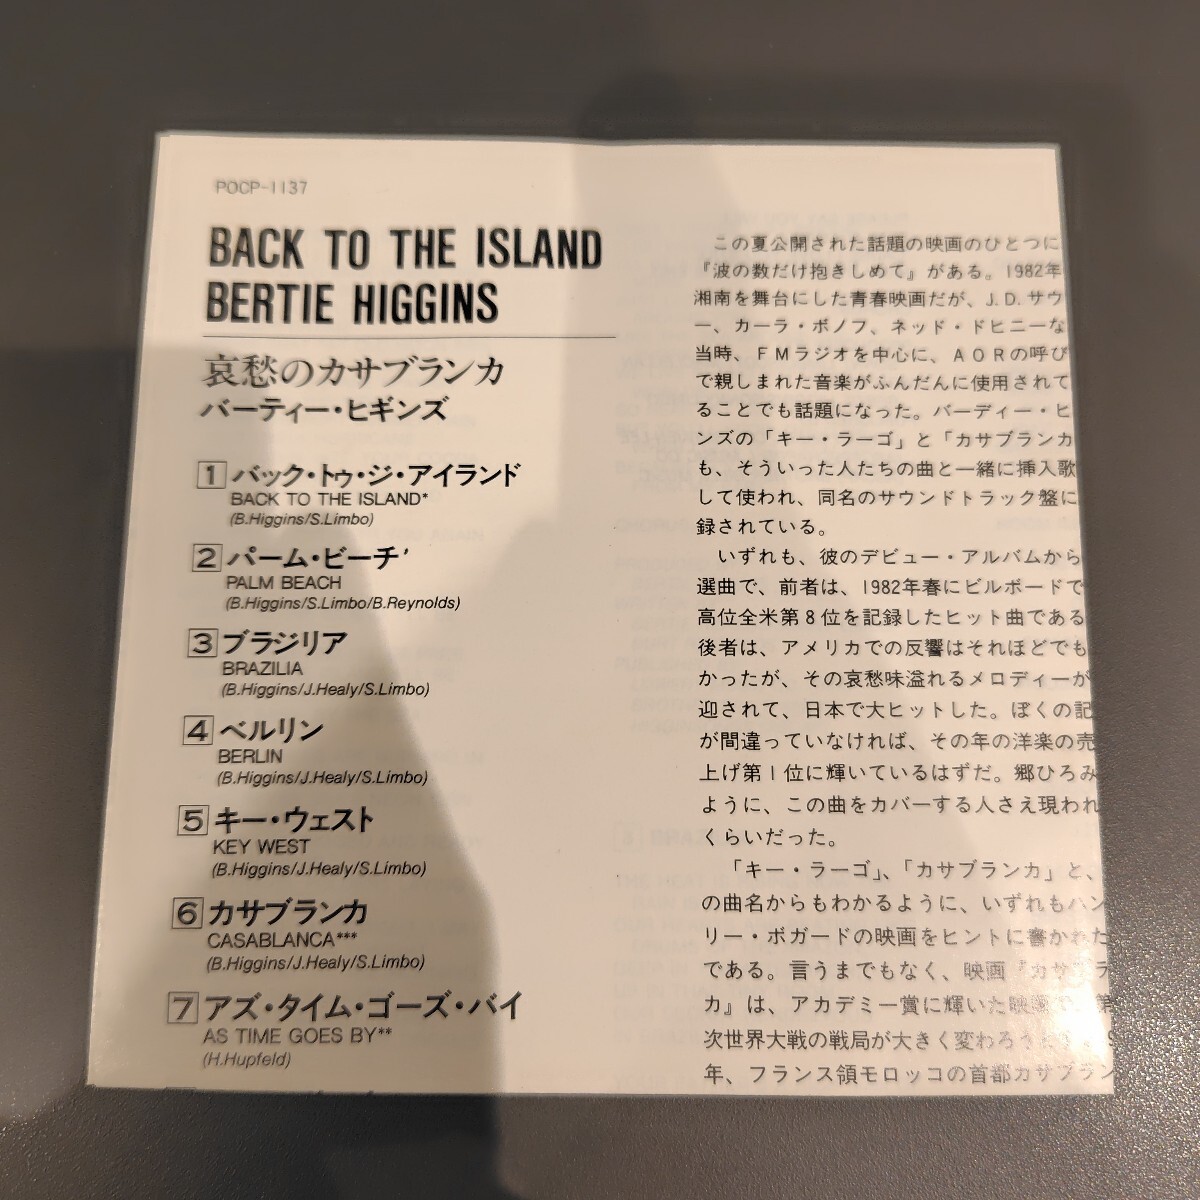 POCP-1137
BACK TO THE ISLAND
BERTIE HIGGINS
哀愁のカサブランカ
バーティー・ヒギンズ
1 バック・トゥ・ジ・アイランド
BACK TO THE ISLAND*
(B.Higgins/S.Limbo)
2 パーム・ビーチ'
PALM BEACH
(B.Higgins/S.Limbo/B.Reynolds)
3 ブラジリア
BRAZILIA
(B.Higgins/J.Healy/S.Limbo)
4 ベルリン
BERLIN
(B.Higgins/J.Healy/S.Limbo)
5 キー・ウェスト
KEY WEST
(B.Higgins/J.Healy/S.Limbo)
6 カサブランカ
CASABLANCA***
(B.Higgins/J.Healy/S.Limbo)
7 アズ・タイム・ゴーズ・バイ
AS TIME GOES BY**
(H.Hupfeld)
この夏公開された話題の映画のひとつに
『波の数だけ抱きしめて』がある。1982年
湘南を舞台にした青春映画だが、J.D.サウ
ー、カーラ・ボノフ、ネッド・ドヒニーな
当時、FMラジオを中心に、AORの呼び
で親しまれた音楽がふんだんに使用されて
ることでも話題になった。バーディー・ヒ
ンズの「キー・ラーゴ」と「カサブランカ
も、そういった人たちの曲と一緒に挿入歌
して使われ、同名のサウンドトラック盤に
録されている。
いずれも、彼のデビュー・アルバムから
選曲で、前者は、1982年春にビルボードで
高位全米第8位を記録したヒット曲である
後者は、アメリカでの反響はそれほどでも
かったが、その哀愁味溢れるメロディーが
迎されて、日本で大ヒットした。ぼくの記
が間違っていなければ、その年の洋楽の売
上げ第1位に輝いているはずだ。郷ひろみ
ように、この曲をカバーする人さえ現われ
くらいだった。
「キー・ラーゴ」、「カサブランカ」と、
の曲名からもわかるように、いずれもハン
リー・ボガードの映画をヒントに書かれた
である。言うまでもなく、映画『カサブラ
カ』は、アカデミー賞に輝いた映画で、第
次世界大戦の戦局が大きく変わろ
年、フランス領モロッコの首都カサブラン